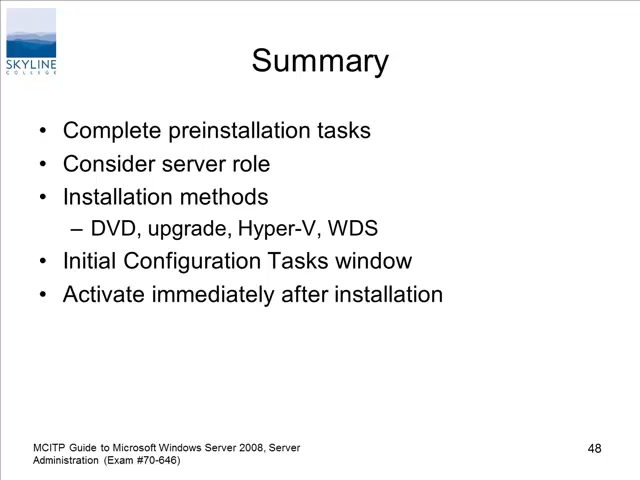 SKYLINE
COLLEGE
Summary
• Complete preinstallation tasks
• Consider server role
• Installation methods
– DVD, upgrade, Hyper-V, WDS
• Initial Configuration Tasks window
• Activate immediately after installation
MCITP Guide to Microsoft Windows Server 2008, Server
Administration (Exam #70-646)
48